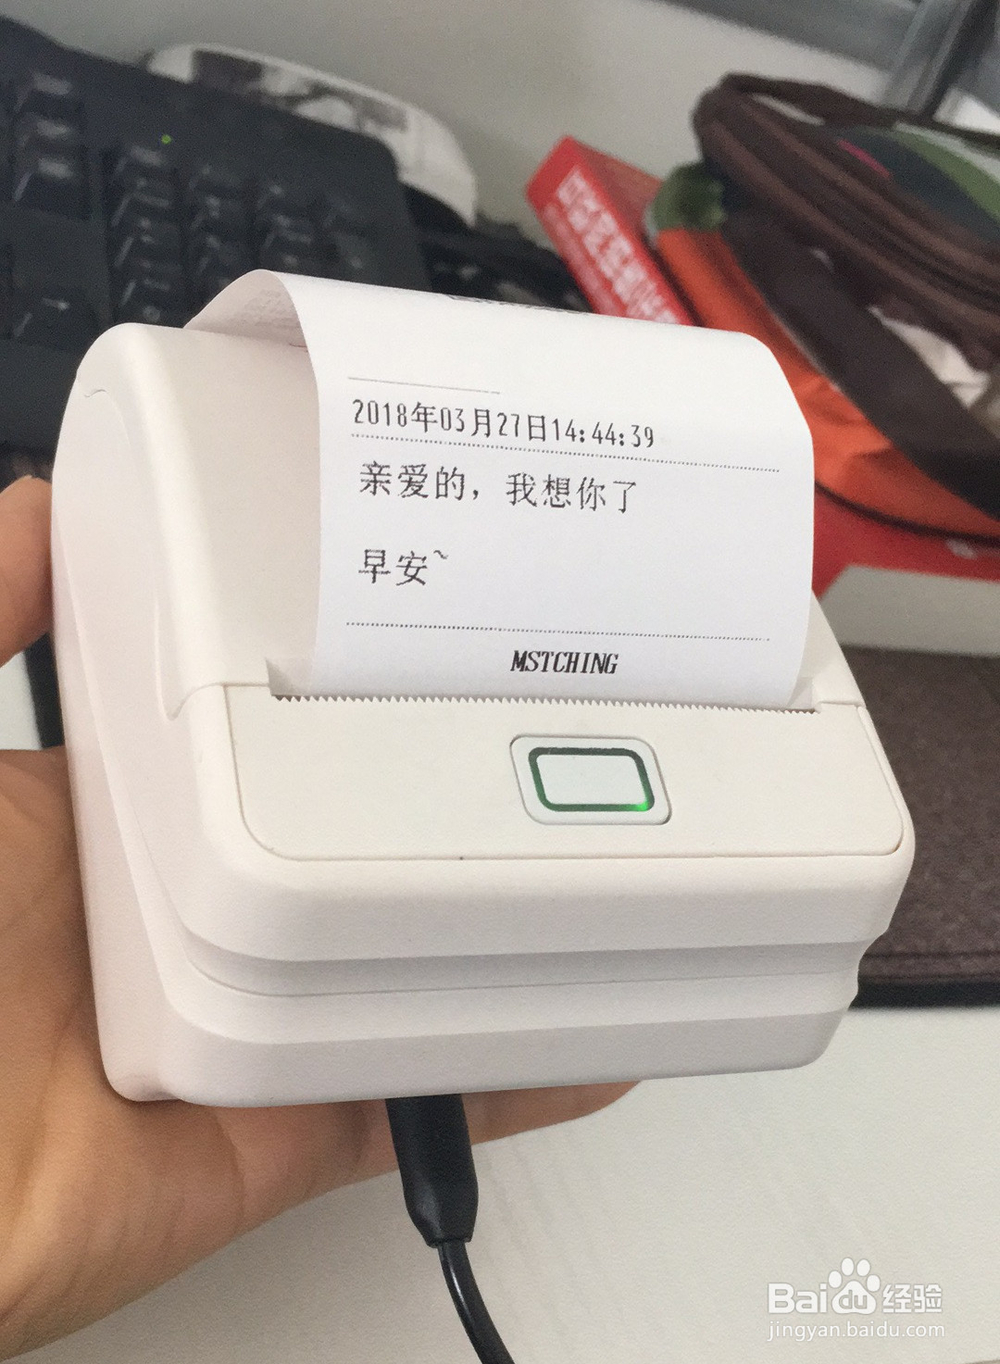 2018年03月27日14:44:39
亲爱的，我想你了
早安~
MSTCHING
Baidu经验
jingyan.baidu.com